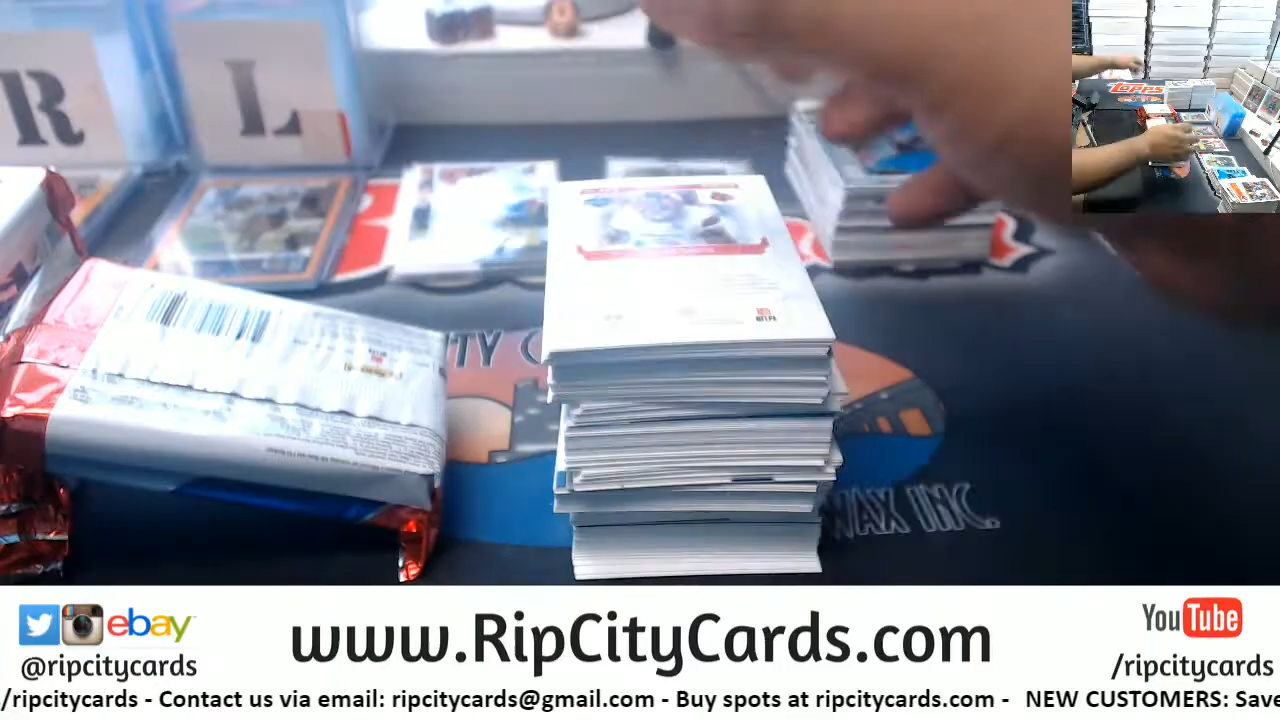 R L
Topps
TY C
WAX INC.
ebay
www.RipCityCards.com
YouTube
@ripcitycards
/ripcitycards
/ripcitycards - Contact us via email: ripcitycards@gmail.com - Buy spots at ripcitycards.com - NEW CUSTOMERS: Save